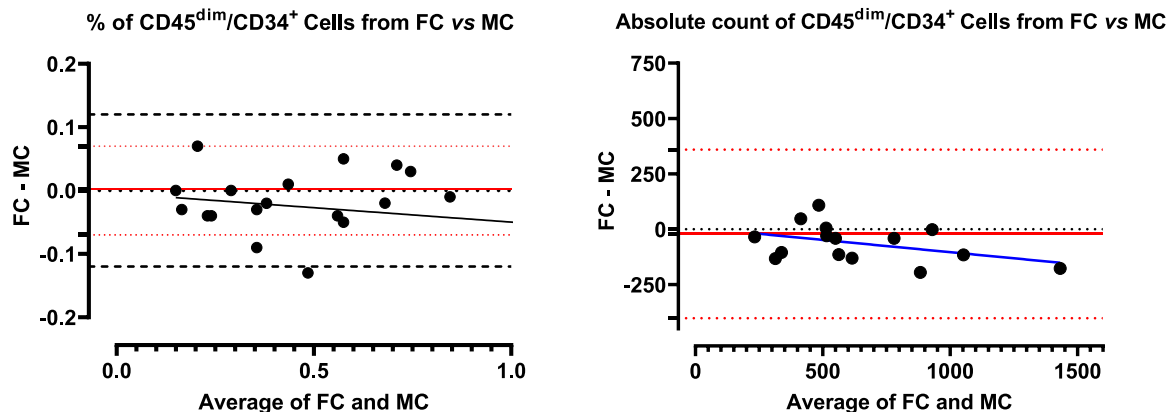 % of CD45dim/CD34+ Cells from FC vs MC
0.2
0.1
0.0
-0.1
-0.2
FC - MC
0.0
0.5
1.0
Average of FC and MC
Absolute count of CD45dim/CD34+ Cells from FC vs MC
750
500
250
0
-250
FC - MC
0
500
1000
1500
Average of FC and MC